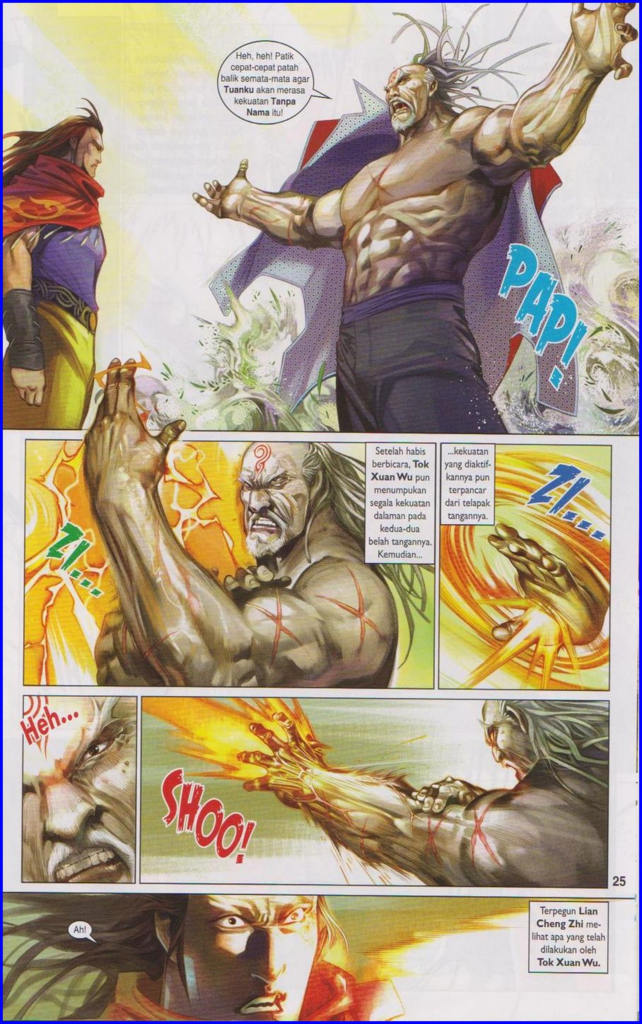 Heh, heh! Patik
cepat-cepat patah
balik semata-mata agar
Tuanku akan merasa
kekuatan Tanpa
Nama itu!
PAP!
Setelah habis
berbicara, Tok
Xuan Wu pun
menumpukan
segala kekuatan
dalaman pada
kedua-dua
belah tangannya.
Kemudian...
ZI...
...kekuatan
yang diaktif-
kannya pun
terpancar
dari telapak
tangannya.
ZI...
Heh...
SHOO!
25
Ah!
Terpegun Lian
Cheng Zhi me-
lihat apa yang telah
dilakukan oleh
Tok Xuan Wu.